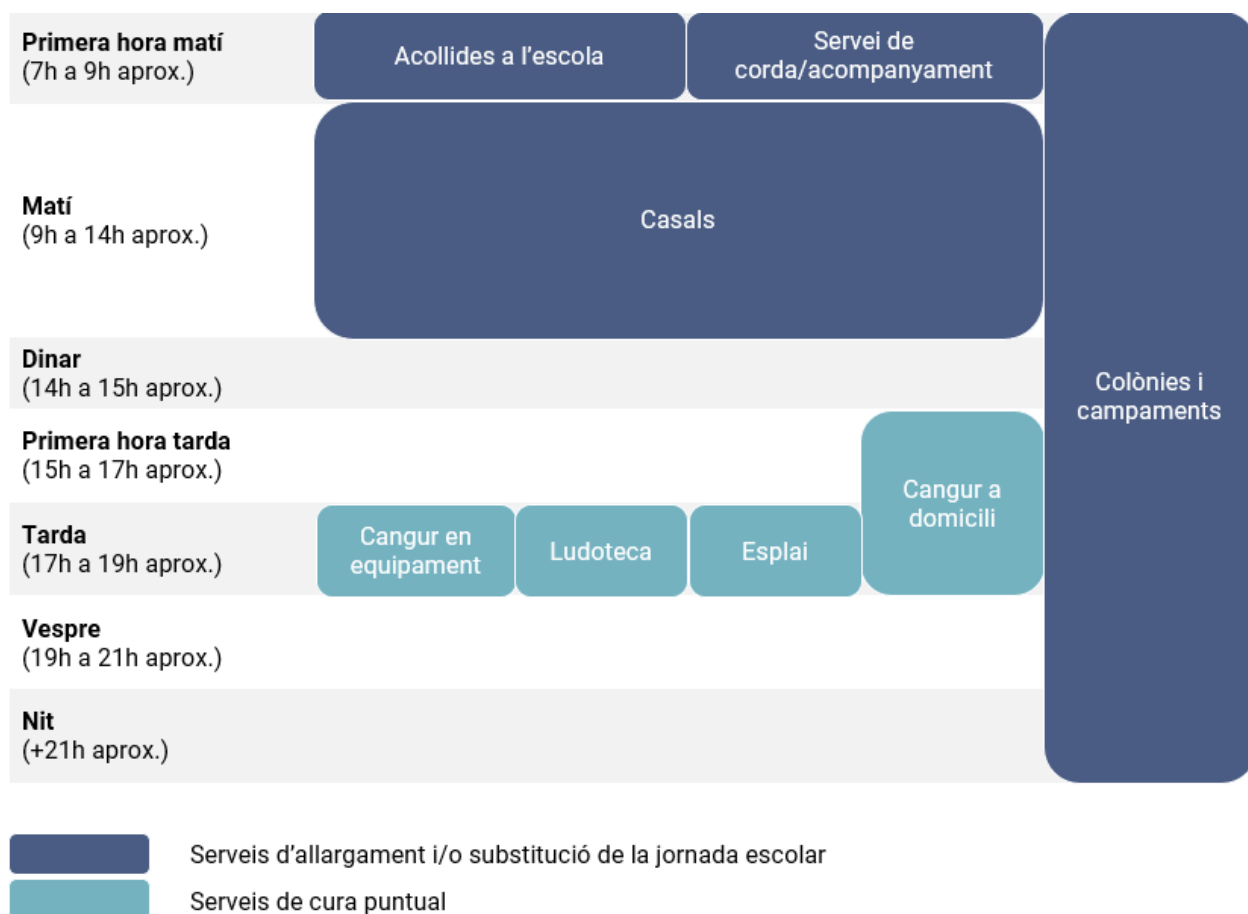 Primera hora matí
(7h a 9h aprox.)
Acollides a l'escola
Servei de
corda/acompanyament
Matí
(9h a 14h aprox.)
Casals
Dinar
(14h a 15h aprox.)
Colònies i
campaments
Primera hora tarda
(15h a 17h aprox.)
Cangur a
domicili
Tarda
(17h a 19h aprox.)
Cangur en
equipament
Ludoteca
Esplai
Vespre
(19h a 21h aprox.)
Nit
(+21h aprox.)
Serveis d'allargament i/o substitució de la jornada escolar
Serveis de cura puntual